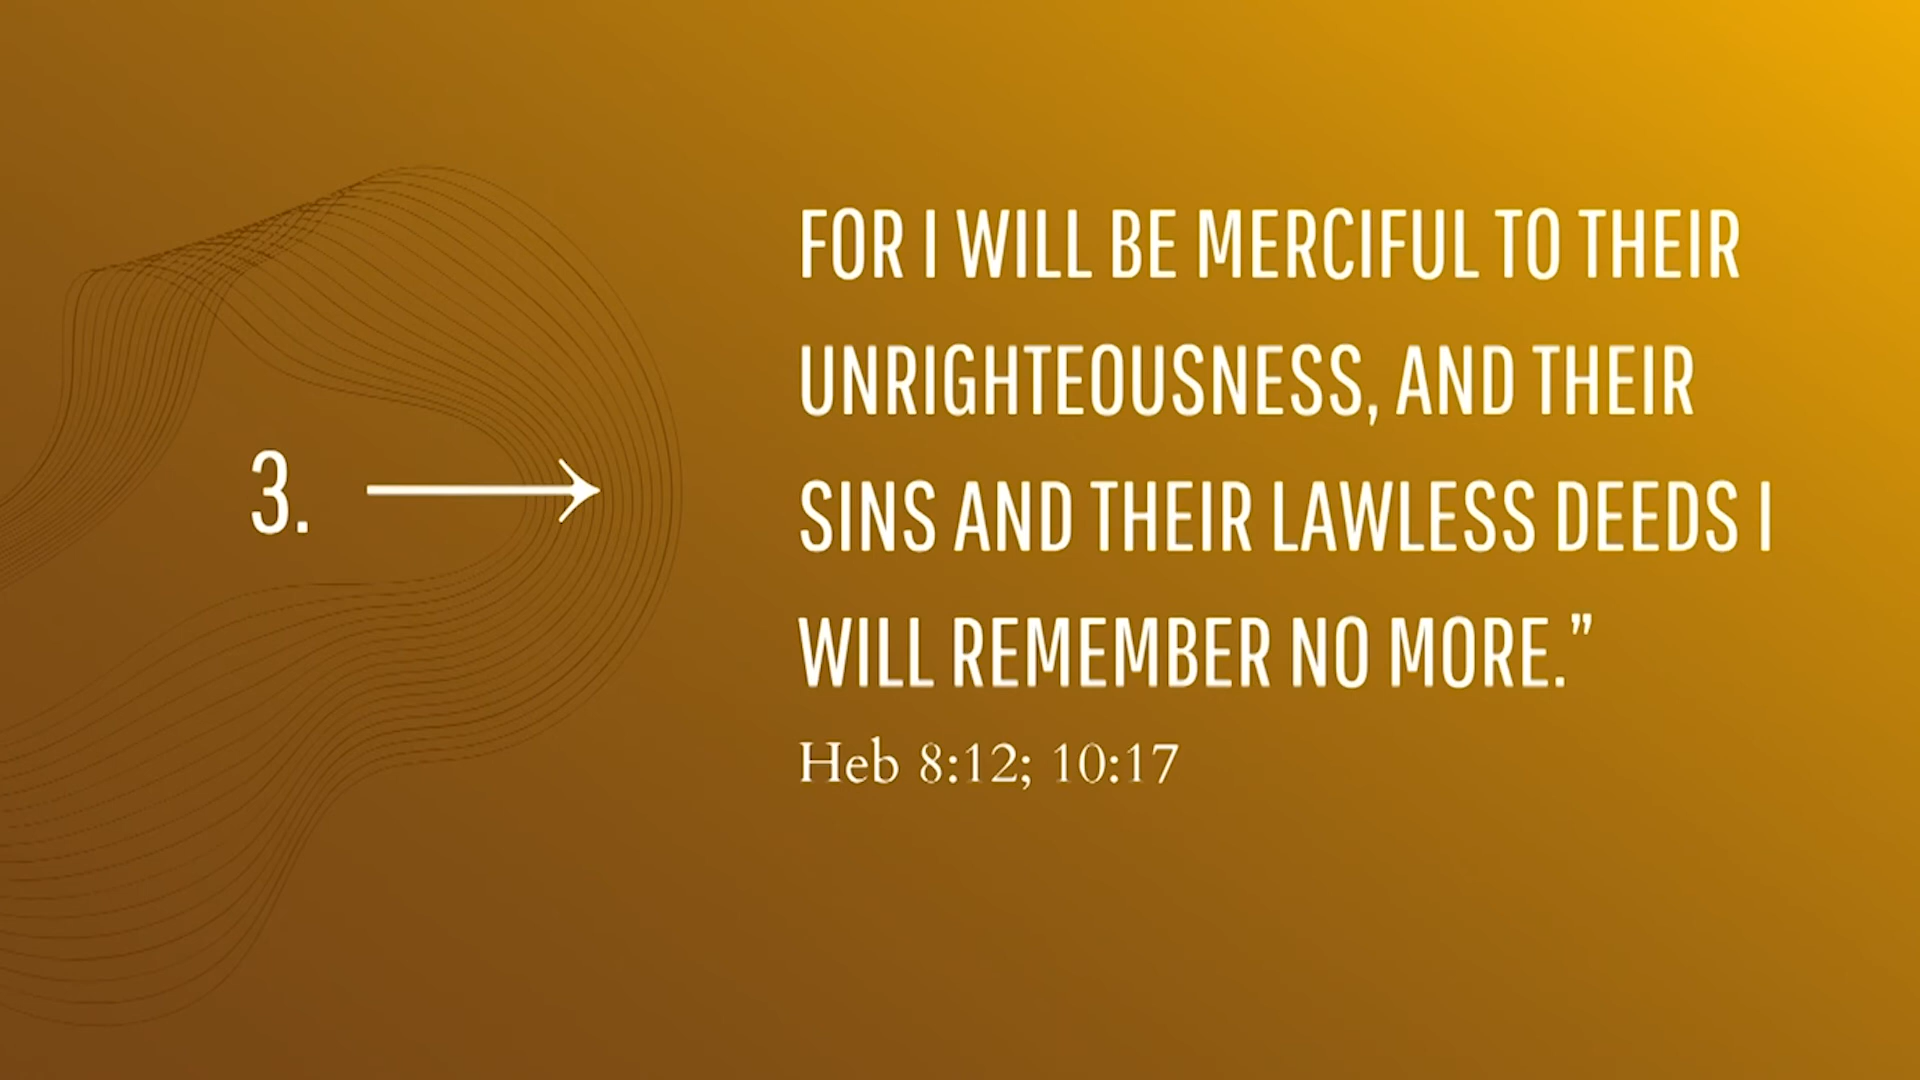 3.
FOR I WILL BE MERCIFUL TO THEIR
UNRIGHTEOUSNESS, AND THEIR
SINS AND THEIR LAWLESS DEEDS I
WILL REMEMBER NO MORE.”
Heb 8:12; 10:17